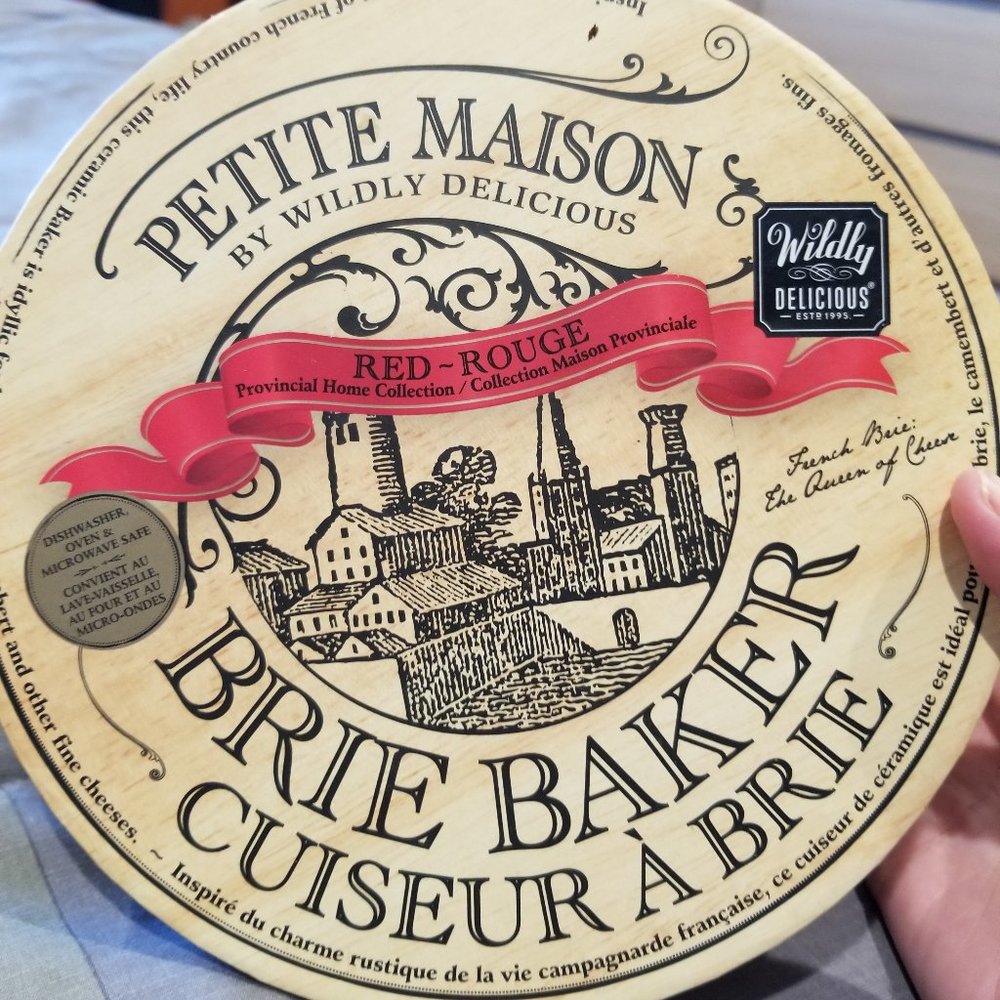 PETITE MAISON
BY WILDLY DELICIOUS
Wildly
DELICIOUS®
ESTD 1995.
RED ~ ROUGE
Provincial Home Collection / Collection Maison Provinciale
French Brie:
The Queen of Cheese
DISHWASHER,
OVEN &
MICROWAVE SAFE
CONVIENT AU
LAVE-VAISSELLE,
AU FOUR ET AU
MICRO-ONDES
BRIE BAKER
CUISEUR À BRIE
of French country life, this ceramic Baker is idyllic
and other fine cheeses. ~ Inspiré du charme rustique de la vie campagnarde française, ce cuiseur de céramique est idéal pour
brie, le camembert et d'autres fromages fins.